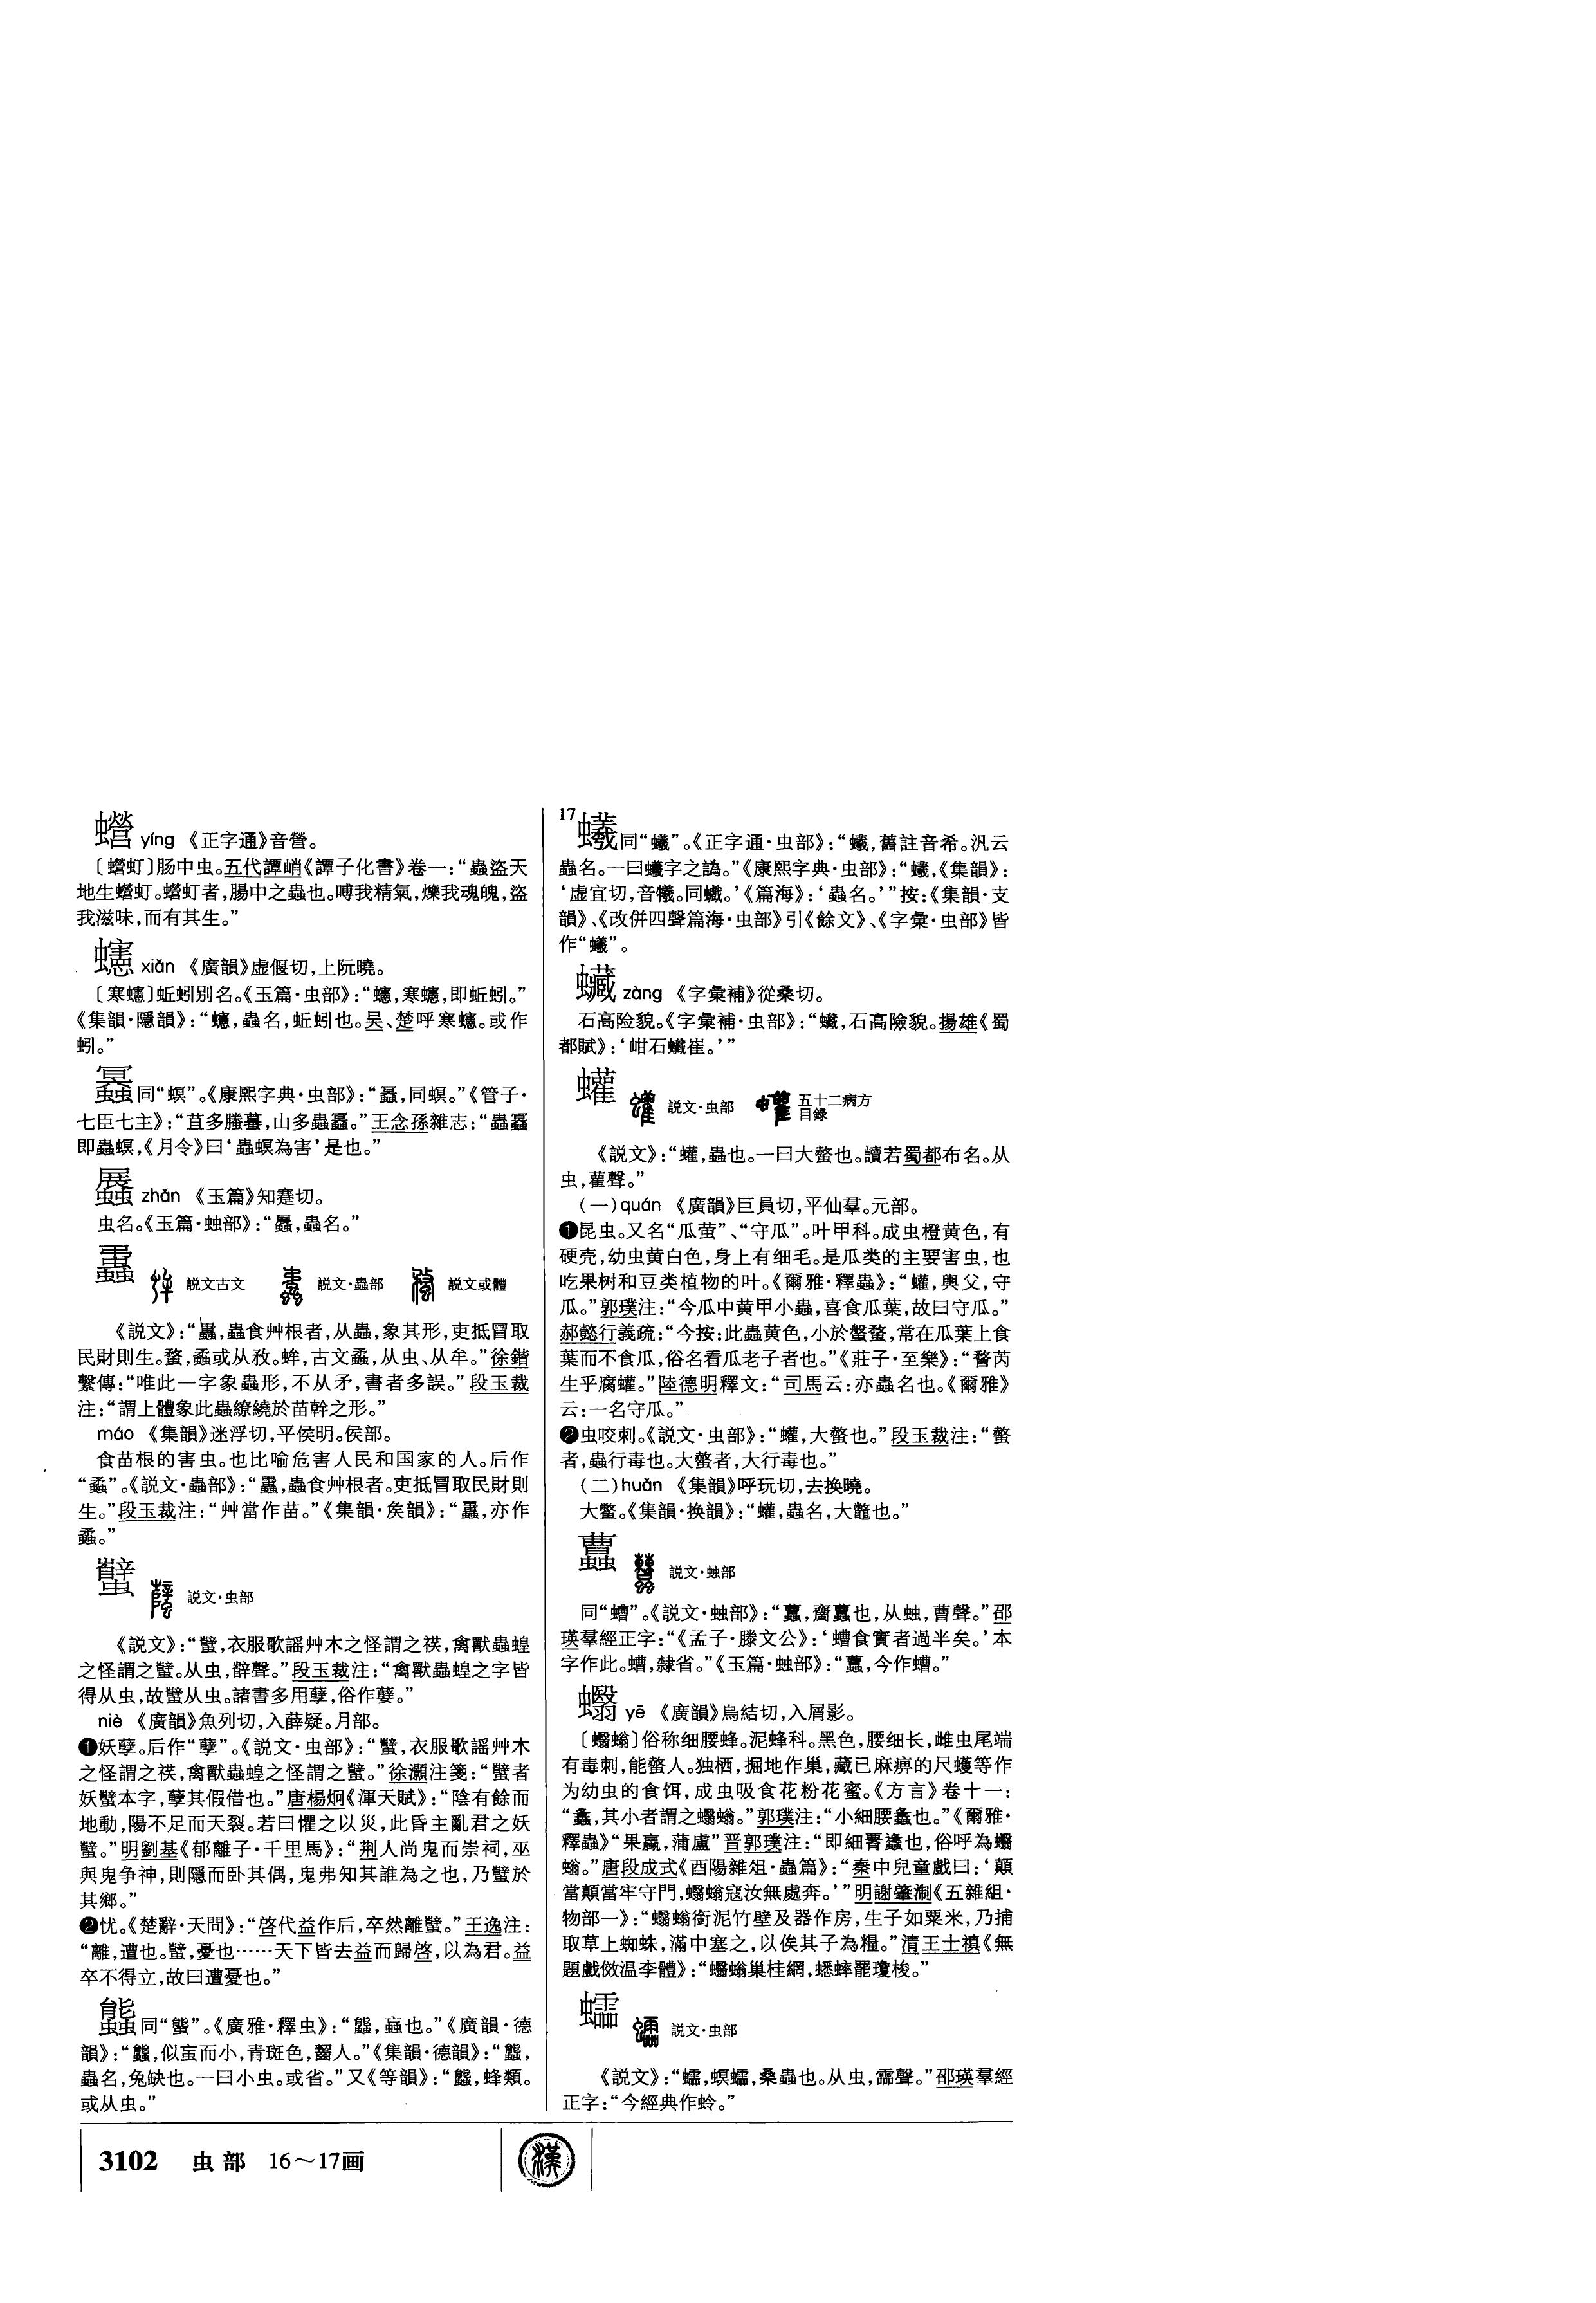 蠑 yíng 《正字通》音營。
〔蠑虰〕肠中虫。五代譚峭《譚子化書》卷一：“蟲盜天
地生蠑虰。蠑虰者，腸中之蟲也。嘬我精氣，爍我魂魄，盜
我滋味，而有其生。”
xiǎn 《廣韻》虚偃切，上阮曉。
〔寒蟪〕蚯蚓别名。《玉篇·虫部》：“，寒，即蚯蚓。”
《集韻·隱韻》：“，蟲名，蚯蚓也。吴、楚呼寒。或作
蚓。”
同“螟”。《康熙字典·虫部》：“，同螟。”《管子·
七臣七主》：“苴多螣蟇，山多蟲。”王念孫雜志：“蟲
即蟲螟，《月令》曰‘蟲螟為害’是也。”
zhǎn 《玉篇》知蹇切。
虫名。《玉篇·䖵部》：“，蟲名。”
説文古文 説文·蟲部 説文或體
《説文》：“，蟲食艸根者，从蟲，象其形，吏抵冒取
民財則生。蝥，蟊或从敄。蛑，古文蟊，从虫、从牟。”徐鍇
繫傳：“唯此一字象蟲形，不从矛，書者多誤。”段玉裁
注：“謂上體象此蟲繚繞於苗幹之形。”
máo 《集韻》迷浮切，平侯明。侯部。
食苗根的害虫。也比喻危害人民和国家的人。后作
“蟊”。《説文·蟲部》：“，蟲食艸根者。吏抵冒取民財則
生。”段玉裁注：“艸當作苗。”《集韻·矦韻》：“，亦作
蟊。”
蠥 説文·虫部
《説文》：“蠥，衣服歌謡艸木之怪謂之祅，禽獸蟲蝗
之怪謂之蠥。从虫，辥聲。”段玉裁注：“禽獸蟲蝗之字皆
得从虫，故蠥从虫。諸書多用孽，俗作孼。”
niè 《廣韻》魚列切，入薛疑。月部。
❶妖孽。后作“孽”。《説文·虫部》：“蠥，衣服歌謡艸木
之怪謂之祅，禽獸蟲蝗之怪謂之蠥。”徐灝注箋：“蠥者
妖蠥本字，孽其假借也。”唐楊炯《渾天賦》：“陰有餘而
地動，陽不足而天裂。若曰懼之以災，此昏主亂君之妖
蠥。”明劉基《郁離子·千里馬》：“荆人尚鬼而崇祠，巫
與鬼争神，則隱而卧其偶，鬼弗知其誰為之也，乃蠥於
其鄉。”
❷忧。《楚辭·天問》：“啓代益作后，卒然離蠥。”王逸注：
“離，遭也。蠥，憂也……天下皆去益而歸啓，以為君。益
卒不得立，故曰遭憂也。”
同“螚”。《廣雅·釋虫》：“，也。”《廣韻·德
韻》：“，似䖟而小，青斑色，齧人。”《集韻·德韻》：“，
蟲名，兔缺也。一曰小虫。或省。”又《等韻》：“，蜂類。
或从虫。”
17
同“蠘”。《正字通·虫部》：“，舊註音希。汎云
蟲名。一曰蠘字之譌。”《康熙字典·虫部》：“，《集韻》：
‘虚宜切，音犧。同。’《篇海》：‘蟲名。’”按：《集韻·支
韻》、《改併四聲篇海·虫部》引《餘文》、《字彙·虫部》皆
作“”。
zàng 《字彙補》從桑切。
石高险貌。《字彙補·虫部》：“，石高險貌。揚雄《蜀
都賦》：‘㟏石崔。’”
蠸 説文·虫部 五十二病方
目録
《説文》：“蠸，蟲也。一曰大螫也。讀若蜀都布名。从
虫，雚聲。”
（一）quán 《廣韻》巨員切，平仙羣。元部。
❶昆虫。又名“瓜萤”、“守瓜”。叶甲科。成虫橙黄色，有
硬壳，幼虫黄白色，身上有细毛。是瓜类的主要害虫，也
吃果树和豆类植物的叶。《爾雅·釋蟲》：“蠸，輿父，守
瓜。”郭璞注：“今瓜中黄甲小蟲，喜食瓜葉，故曰守瓜。”
郝懿行義疏：“今按：此蟲黄色，小於螌蝥，常在瓜葉上食
葉而不食瓜，俗名看瓜老子者也。”《莊子·至樂》：“瞀芮
生乎腐蠸。”陸德明釋文：“司馬云：亦蟲名也。《爾雅》
云：一名守瓜。”
❷虫咬刺。《説文·虫部》：“蠸，大螫也。”段玉裁注：“螫
者，蟲行毒也。大螫者，大行毒也。”
（二）huǎn 《集韻》呼玩切，去换曉。
大鳖。《集韻·换韻》：“蠸，蟲名，大鼈也。”
説文·䖵部
同“螬”。《説文·䖵部》：“，齏也，从䖵，曹聲。”邵
瑛羣經正字：“《孟子·滕文公》：‘螬食實者過半矣。’本
字作此。螬，隸省。”《玉篇·䖵部》：“，今作螬。”
蠮 yē 《廣韻》烏結切，入屑影。
〔蠮螉〕俗称细腰蜂。泥蜂科。黑色，腰细长，雌虫尾端
有毒刺，能螫人。独栖，掘地作巢，藏已麻痹的尺蠖等作
为幼虫的食饵，成虫吸食花粉花蜜。《方言》卷十一：
“蠭，其小者謂之蠮螉。”郭璞注：“小細腰蠭也。”《爾雅·
釋蟲》“果蠃，蒲盧”晋郭璞注：“即細䙅蠭也，俗呼為蠮
螉。”唐段成式《酉陽雜俎·蟲篇》：“秦中兒童戲曰：‘顛
當顛當牢守門，蠮螉寇汝無處奔。’”明謝肇淛《五雜組·
物部一》：“蠮螉銜泥竹壁及器作房，生子如粟米，乃捕
取草上蜘蛛，滿中塞之，以俟其子為糧。”清王士禛《無
題戲倣温李體》：“蠮螉巢桂網，蟋蟀罷瓊梭。”
蠕 説文·虫部
《説文》：“，螟，桑蟲也。从虫，霝聲。”邵瑛羣經
正字：“今經典作蛉。”
3102 虫部 16～17画
漢